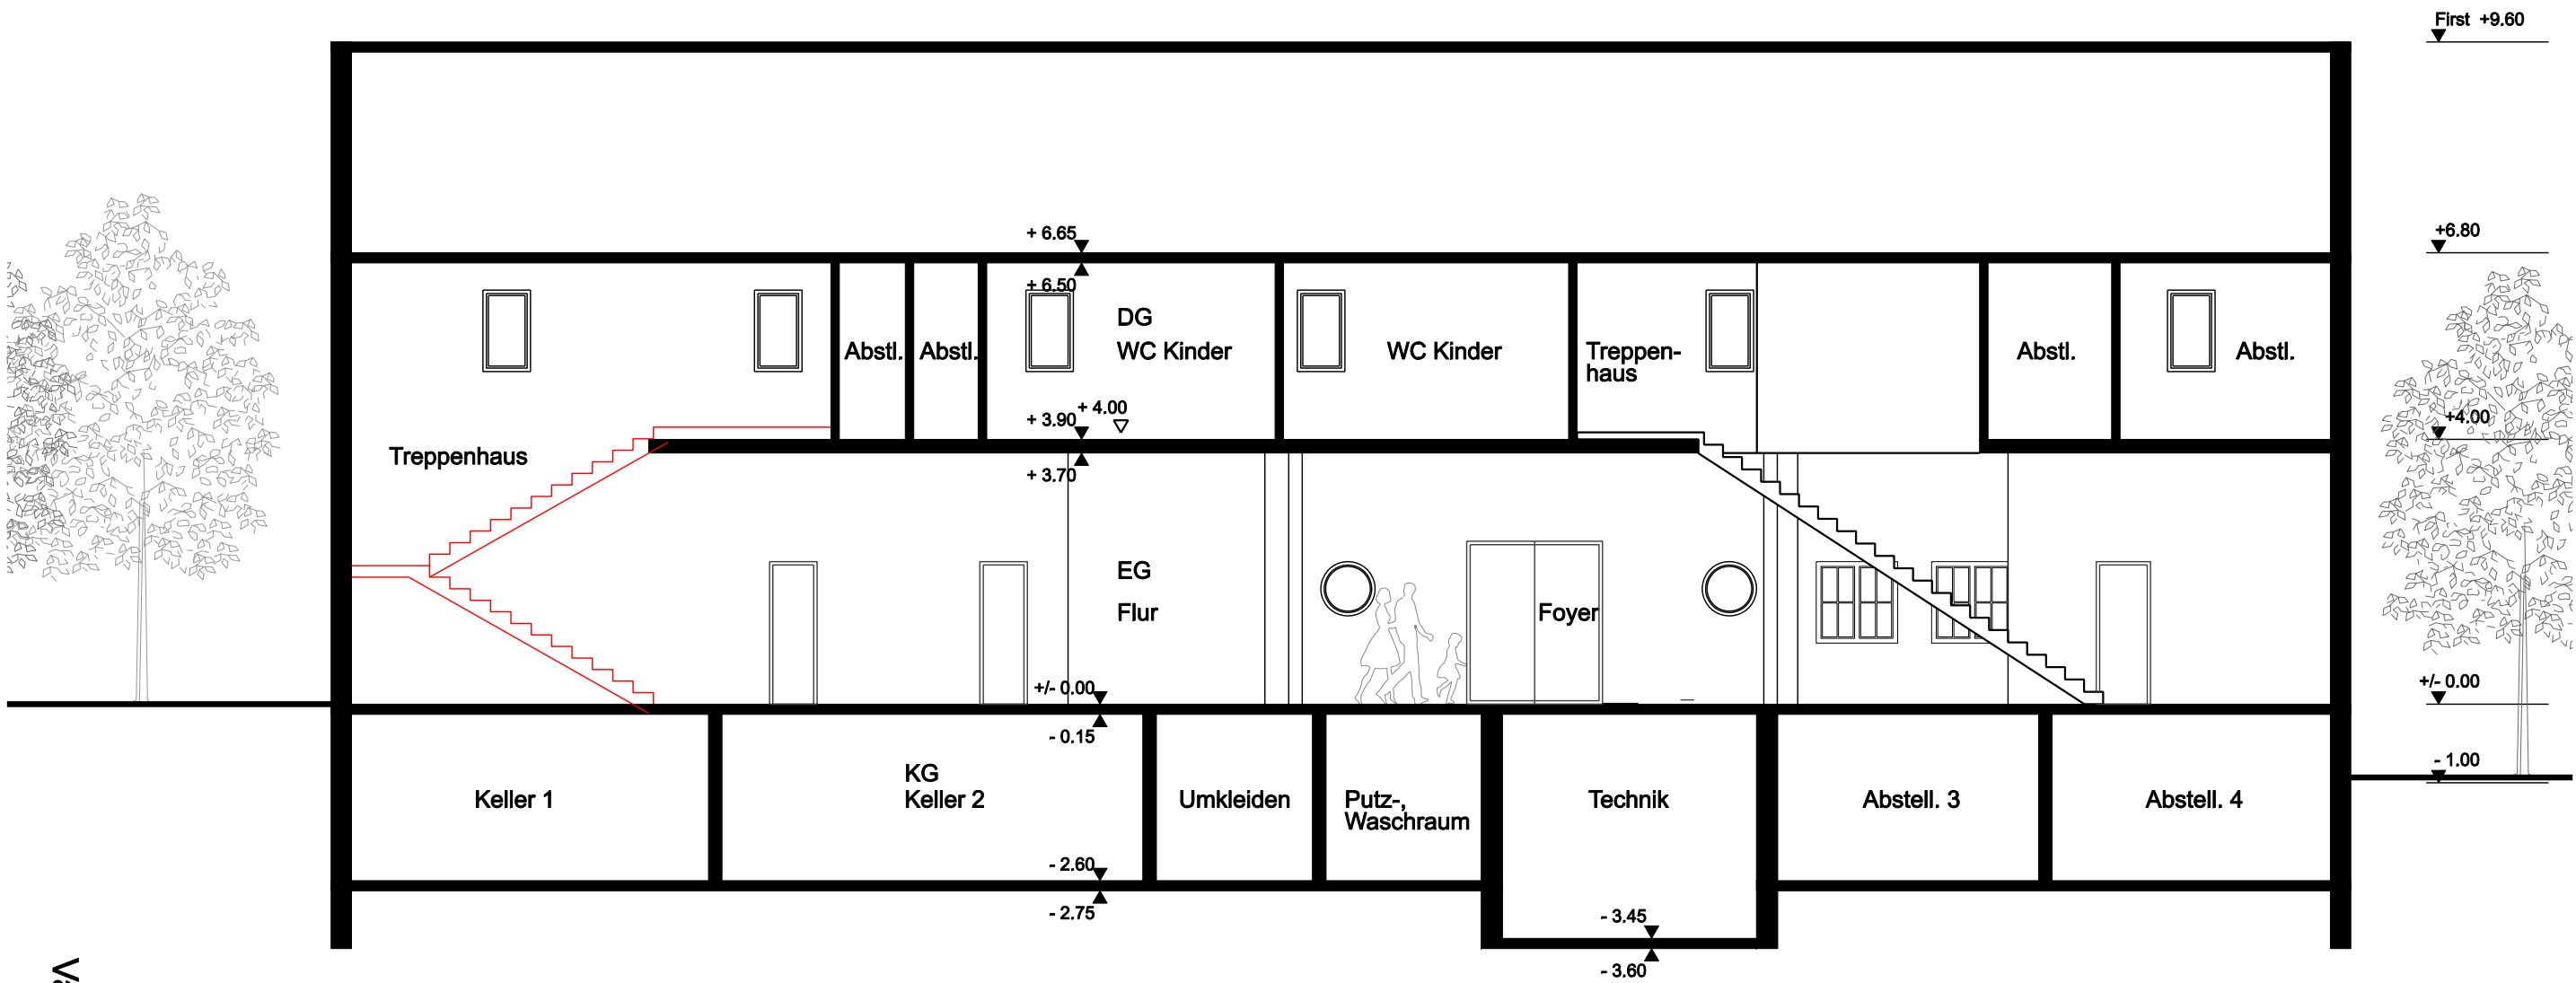 First +9.60
+ 6.65
+6.80
+ 6.50
DG
Abstl.
Abstl.
WC Kinder
WC Kinder
Treppen-
haus
Abstl.
Abstl.
+ 4.00
+ 3.90
+4.00
Treppenhaus
+ 3.70
EG
Flur
Foyer
+/- 0.00
+/- 0.00
- 0.15
- 1.00
KG
Keller 1
Keller 2
Umkleiden
Putz-,
Waschraum
Technik
Abstell. 3
Abstell. 4
- 2.60
- 2.75
- 3.45
- 3.60